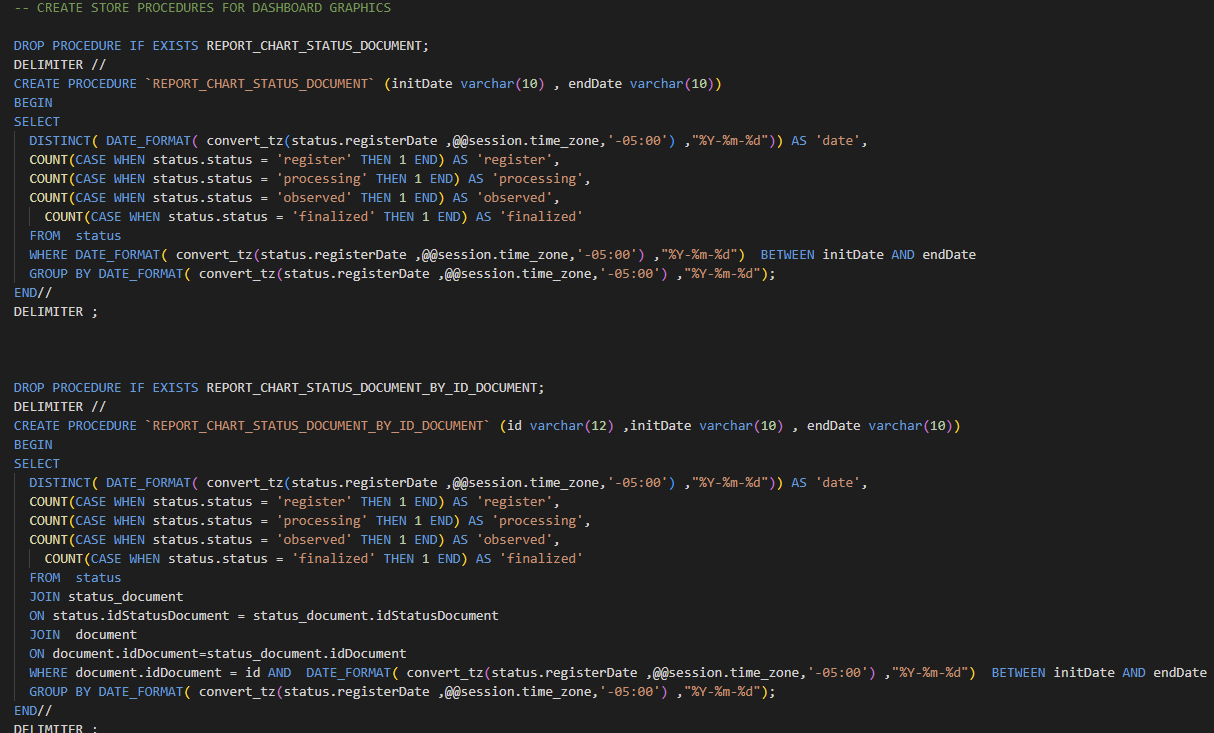 -- CREATE STORE PROCEDURES FOR DASHBOARD GRAPHICS
DROP PROCEDURE IF EXISTS REPORT_CHART_STATUS_DOCUMENT;
DELIMITER //
CREATE PROCEDURE `REPORT_CHART_STATUS_DOCUMENT` (initDate varchar(10) , endDate varchar(10))
BEGIN
SELECT
DISTINCT( DATE_FORMAT( convert_tz(status.registerDate ,@@session.time_zone,'-05:00') ,"%Y-%m-%d")) AS 'date',
COUNT(CASE WHEN status.status = 'register' THEN 1 END) AS 'register',
COUNT(CASE WHEN status.status = 'processing' THEN 1 END) AS 'processing',
COUNT(CASE WHEN status.status = 'observed' THEN 1 END) AS 'observed',
COUNT(CASE WHEN status.status = 'finalized' THEN 1 END) AS 'finalized'
FROM  status
WHERE DATE_FORMAT( convert_tz(status.registerDate ,@@session.time_zone,'-05:00') ,"%Y-%m-%d")  BETWEEN initDate AND endDate
GROUP BY DATE_FORMAT( convert_tz(status.registerDate ,@@session.time_zone,'-05:00') ,"%Y-%m-%d");
END//
DELIMITER ;
DROP PROCEDURE IF EXISTS REPORT_CHART_STATUS_DOCUMENT_BY_ID_DOCUMENT;
DELIMITER //
CREATE PROCEDURE `REPORT_CHART_STATUS_DOCUMENT_BY_ID_DOCUMENT` (id varchar(12) ,initDate varchar(10) , endDate varchar(10))
BEGIN
SELECT
DISTINCT( DATE_FORMAT( convert_tz(status.registerDate ,@@session.time_zone,'-05:00') ,"%Y-%m-%d")) AS 'date',
COUNT(CASE WHEN status.status = 'register' THEN 1 END) AS 'register',
COUNT(CASE WHEN status.status = 'processing' THEN 1 END) AS 'processing',
COUNT(CASE WHEN status.status = 'observed' THEN 1 END) AS 'observed',
COUNT(CASE WHEN status.status = 'finalized' THEN 1 END) AS 'finalized'
FROM  status
JOIN status_document
ON status.idStatusDocument = status_document.idStatusDocument
JOIN  document
ON document.idDocument=status_document.idDocument
WHERE document.idDocument = id AND  DATE_FORMAT( convert_tz(status.registerDate ,@@session.time_zone,'-05:00') ,"%Y-%m-%d")  BETWEEN initDate AND endDate
GROUP BY DATE_FORMAT( convert_tz(status.registerDate ,@@session.time_zone,'-05:00') ,"%Y-%m-%d");
END//
DELIMITER ;